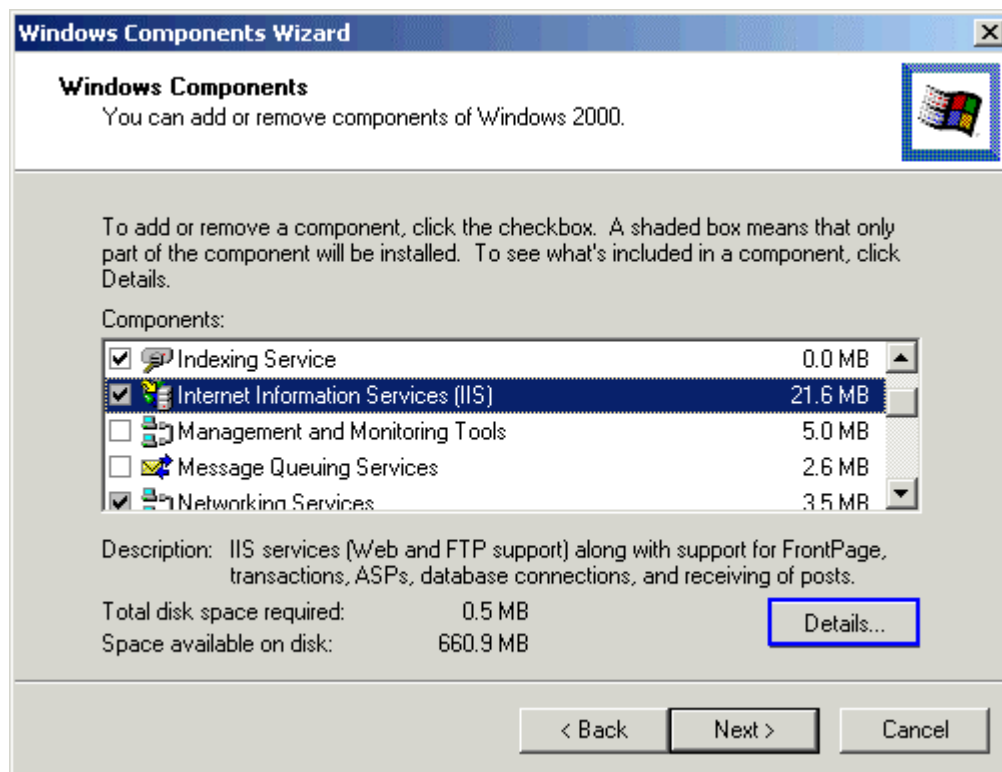 Windows Components Wizard
Windows Components
You can add or remove components of Windows 2000.
To add or remove a component, click the checkbox. A shaded box means that only
part of the component will be installed. To see what's included in a component, click
Details.
Components:
Indexing Service 0.0 MB
Internet Information Services (IIS) 21.6 MB
Management and Monitoring Tools 5.0 MB
Message Queuing Services 2.6 MB
Networking Services 3.5 MB
Description: IIS services (Web and FTP support) along with support for FrontPage,
transactions, ASPs, database connections, and receiving of posts.
Total disk space required: 0.5 MB
Space available on disk: 660.9 MB
Details...
< Back Next > Cancel